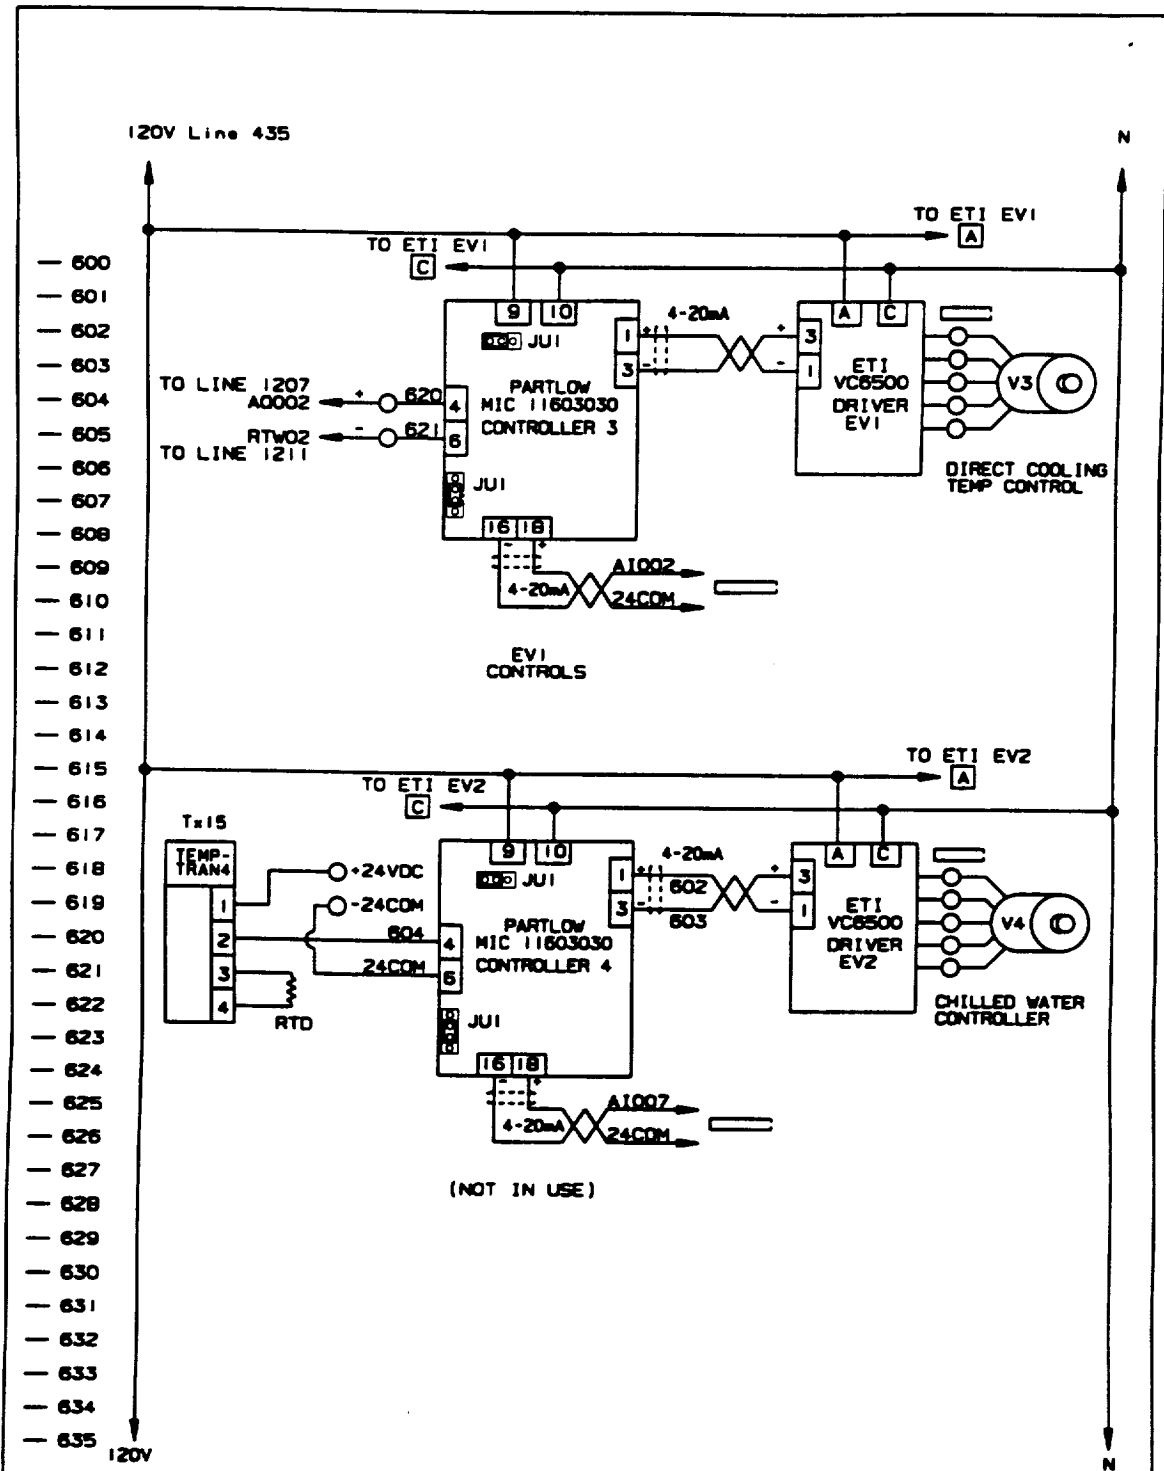 120V Line 435
N
TO ETI EV1
A
TO ETI EV1
C
— 600
— 601
9 10
4-20mA
A C
— 602
JU1
1 +
+ 3
3 -
- 1
— 603
PARTLOW
MIC 11603030
CONTROLLER 3
ETI
VC6500
DRIVER
EV1
V3
TO LINE 1207
— 604
AO002
+
620
4
— 605
RTW02
-
621
6
TO LINE 1211
— 606
DIRECT COOLING
TEMP CONTROL
JU1
— 607
16 18
— 608
- +
— 609
AI002
4-20mA
— 610
24COM
— 611
EV1
CONTROLS
— 612
— 613
— 614
— 615
TO ETI EV2
A
TO ETI EV2
C
— 616
— 617
Tx15
9 10
4-20mA
A C
TEMP-
TRAN4
— 618
+24VDC
JU1
1 +
602
+ 3
— 619
1
-24COM
3 -
603
- 1
PARTLOW
MIC 11603030
CONTROLLER 4
ETI
VC6500
DRIVER
EV2
V4
— 620
2
604
4
— 621
3
24COM
5
— 622
4
RTD
CHILLED WATER
CONTROLLER
JU1
— 623
— 624
16 18
- +
— 625
AI007
4-20mA
— 626
24COM
— 627
(NOT IN USE)
— 628
— 629
— 630
— 631
— 632
— 633
— 634
— 635
120V
N